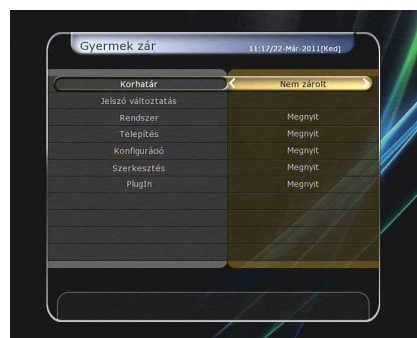 Gyermek zár 11:17/22-Már-2011[Ked]
Korhatár Nem zárolt
Jelszó változtatás
Rendszer Megnyit
Telepítés Megnyit
Konfiguráció Megnyit
Szerkesztés Megnyit
PlugIn Megnyit